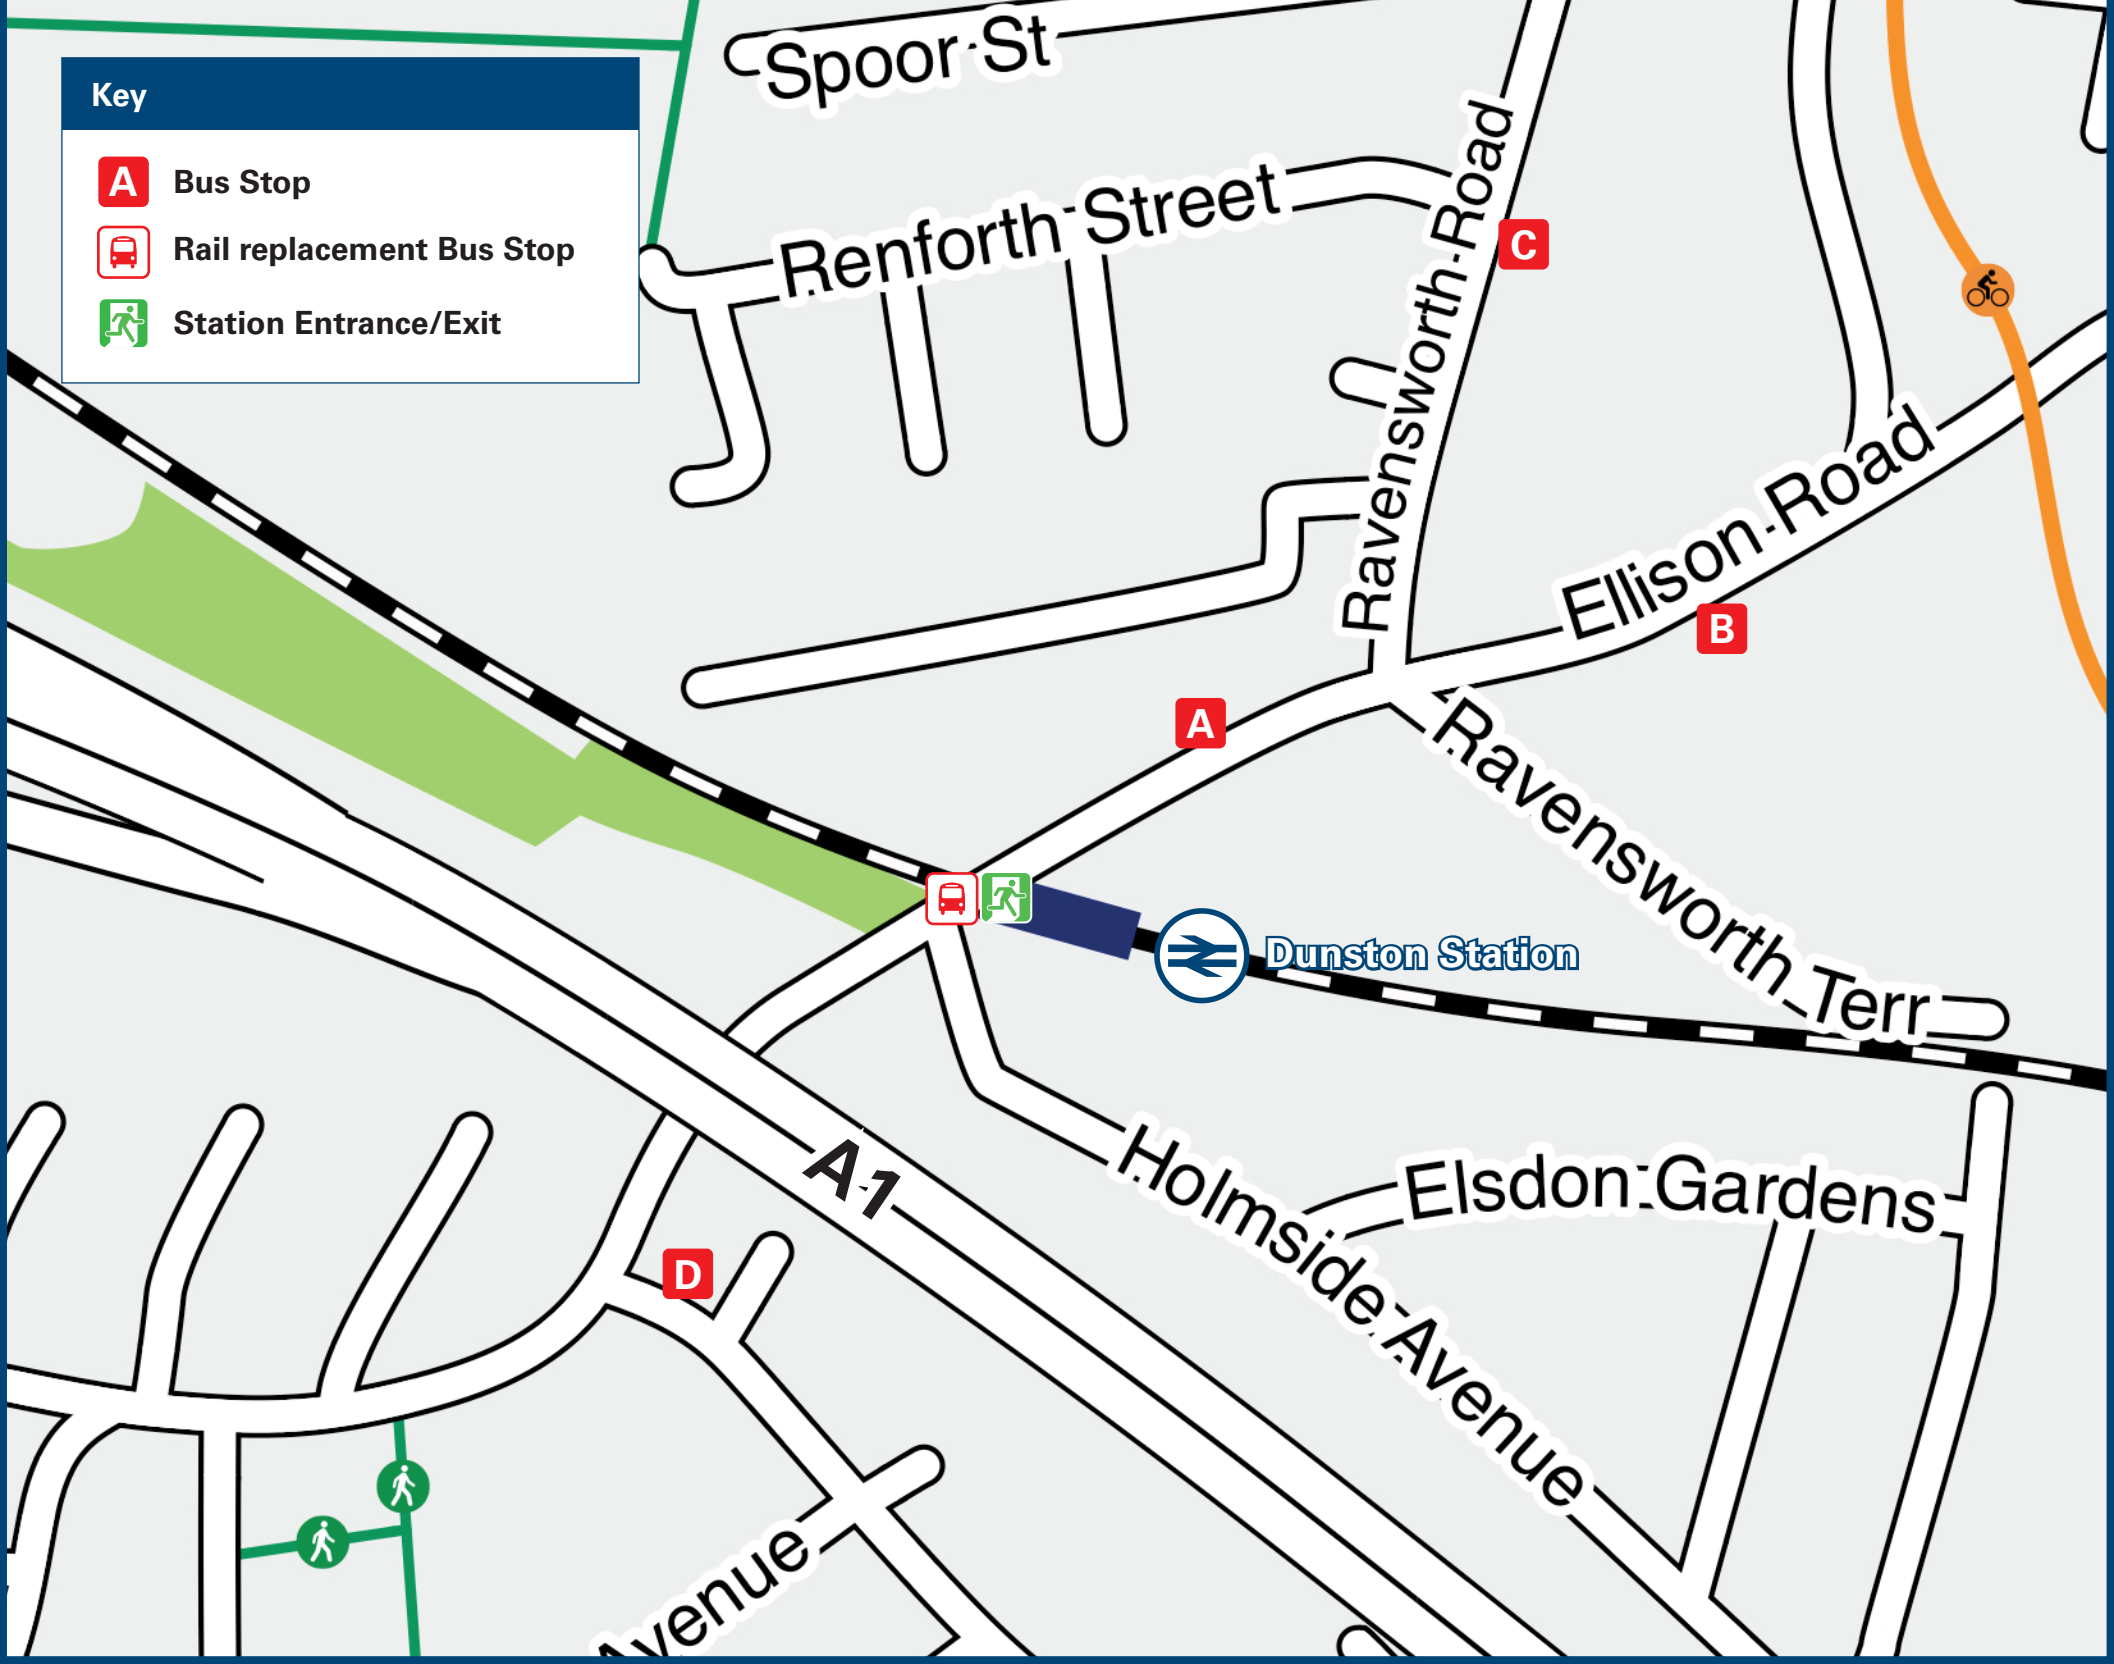 Key
A Bus Stop
Rail replacement Bus Stop
Station Entrance/Exit
Spoor St
Renforth Street
Ravensworth Road
C
Ellison Road
B
A
Ravensworth Terr
Dunston Station
A1
Holmside Avenue
Elsdon Gardens
D
Avenue